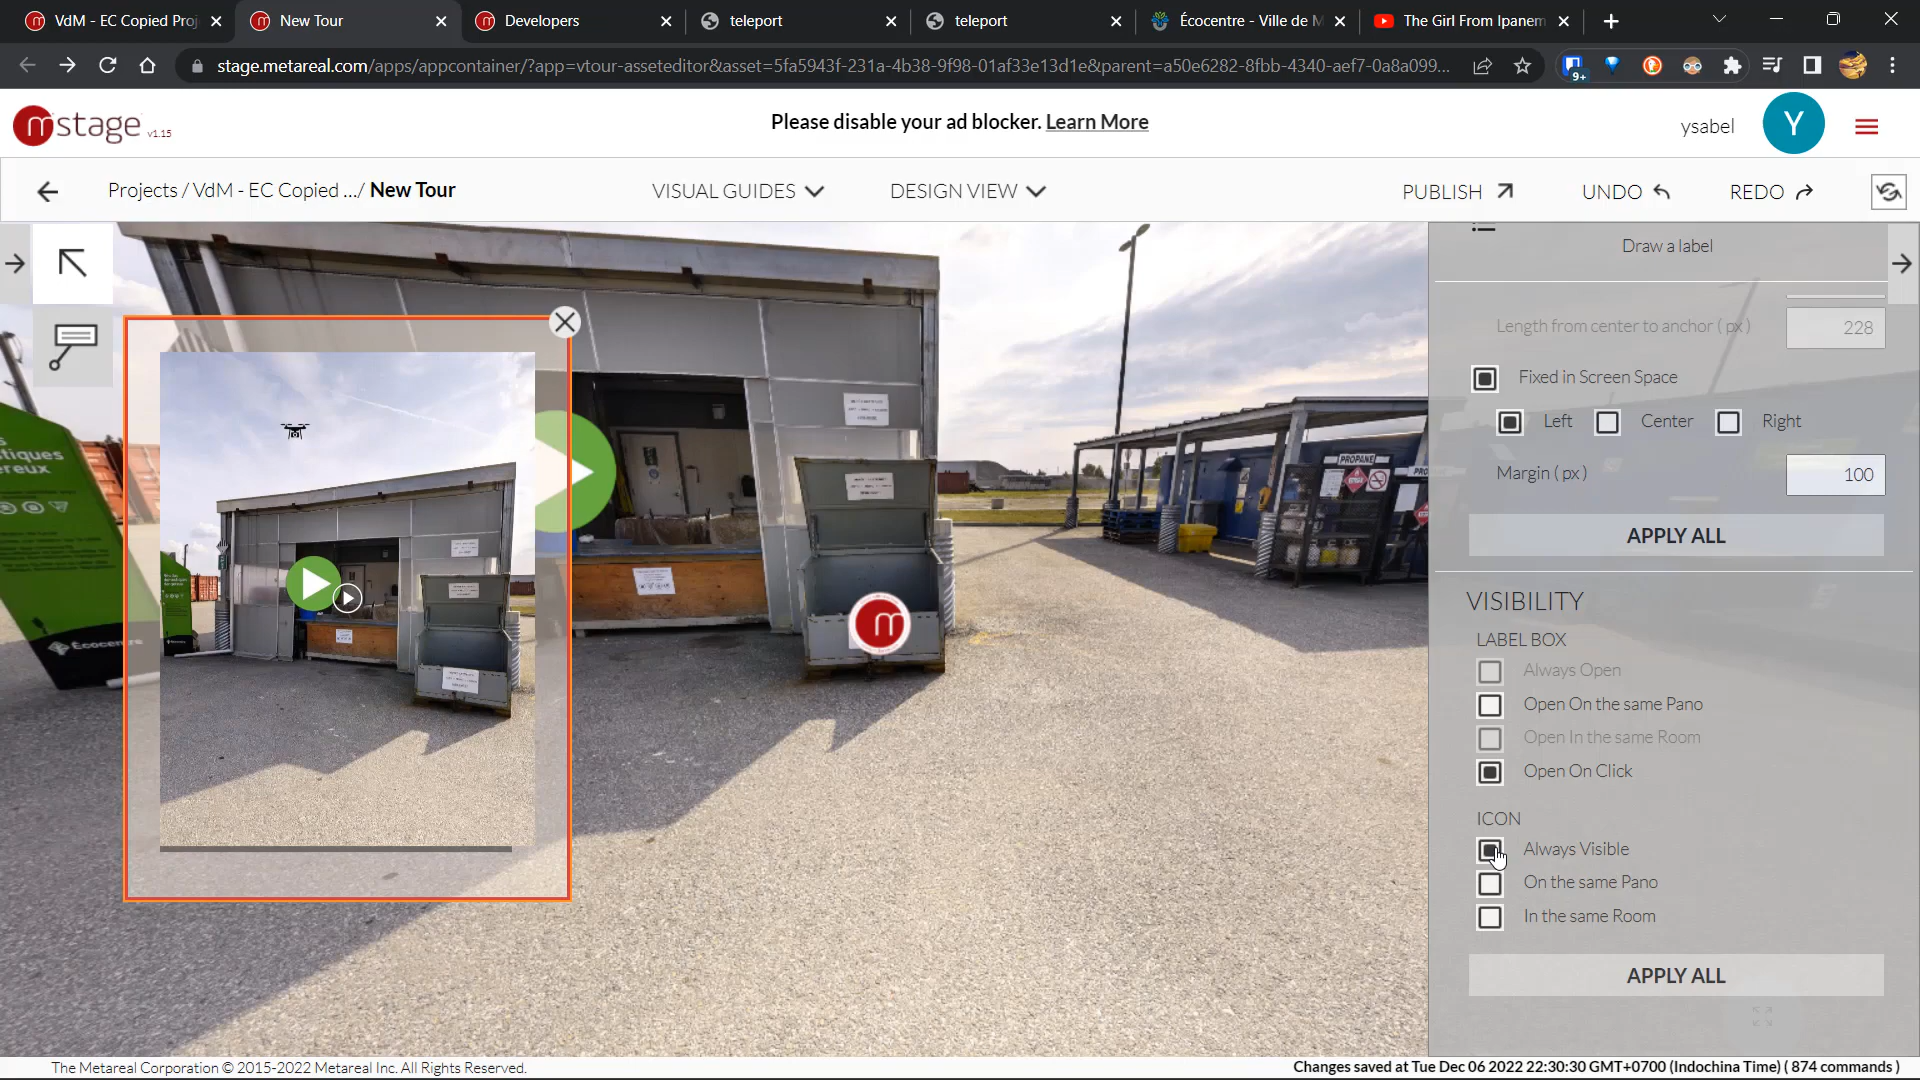 VdM - EC Copied Proj
New Tour
Developers
teleport
teleport
Écocentre - Ville de M
The Girl From Ipanem
stage.metareal.com/apps/appcontainer/?app=vtour-asseteditor&asset=5fa5943f-231a-4b38-9f98-01af33e13d1e&parent=a50e6282-8fbb-4340-aef7-0a8a099...
9+
mstage v1.15
Please disable your ad blocker. Learn More
ysabel
Y
Projects / VdM - EC Copied .../ New Tour
VISUAL GUIDES
DESIGN VIEW
PUBLISH
UNDO
REDO
Draw a label
Length from center to anchor ( px )
228
Fixed in Screen Space
Left
Center
Right
Margin ( px )
100
APPLY ALL
VISIBILITY
LABEL BOX
Always Open
Open On the same Pano
Open In the same Room
Open On Click
ICON
Always Visible
On the same Pano
In the same Room
APPLY ALL
PROPANE
Écocentre
m
The Metareal Corporation © 2015-2022 Metareal Inc. All Rights Reserved.
Changes saved at Tue Dec 06 2022 22:30:30 GMT+0700 (Indochina Time) ( 874 commands )